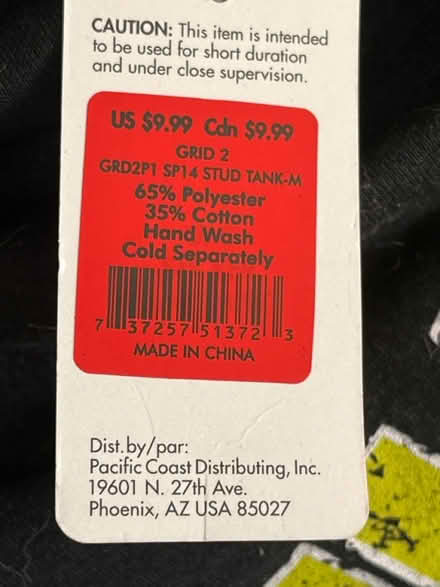 CAUTION: This item is intended
to be used for short duration
and under close supervision.
US $9.99 Cdn $9.99
GRID 2
GRD2P1 SP14 STUD TANK-M
65% Polyester
35% Cotton
Hand Wash
Cold Separately
7 37257 51372 3
MADE IN CHINA
Dist. by/par:
Pacific Coast Distributing, Inc.
19601 N. 27th Ave.
Phoenix, AZ USA 85027